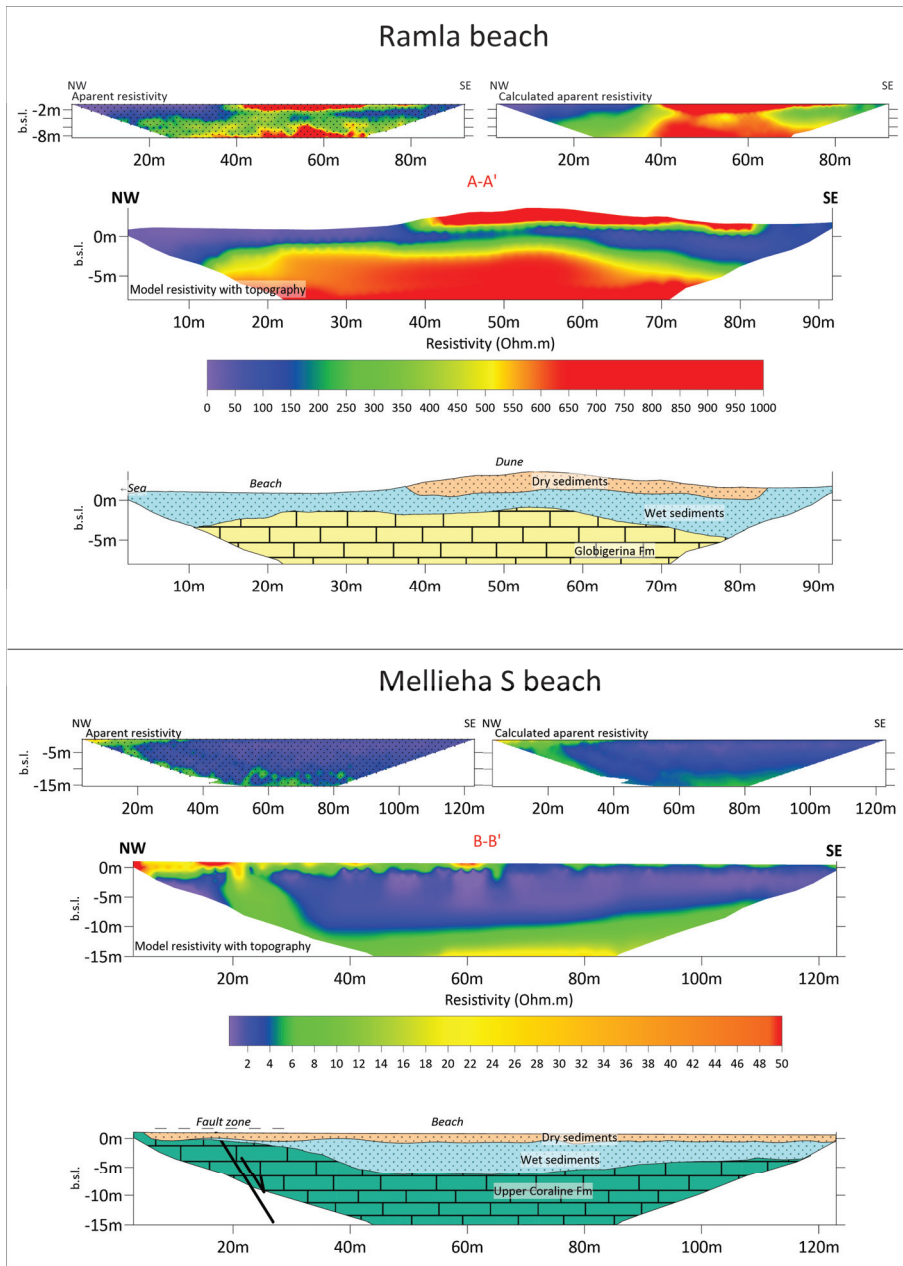 Ramla beach
NW SE NW SE
Aparent resistivity Calculated aparent resistivity
b.s.l.
-2m
-8m
20m 40m 60m 80m 20m 40m 60m 80m
A-A'
NW SE
b.s.l.
0m
-5m
Model resistivity with topography
10m 20m 30m 40m 50m 60m 70m 80m 90m
Resistivity (Ohm.m)
0 50 100 150 200 250 300 350 400 450 500 550 600 650 700 750 800 850 900 950 1000
Dune
←Sea Beach Dry sediments
b.s.l.
0m
Wet sediments
-5m
Globigerina Fm
10m 20m 30m 40m 50m 60m 70m 80m 90m
Mellieha S beach
NW SE NW SE
Aparent resistivity Calculated aparent resistivity
b.s.l.
-5m
-15m
20m 40m 60m 80m 100m 120m 20m 40m 60m 80m 100m 120m
B-B'
NW SE
b.s.l.
0m
-5m
-10m
-15m
Model resistivity with topography
20m 40m 60m 80m 100m 120m
Resistivity (Ohm.m)
2 4 6 8 10 12 14 16 18 20 22 24 26 28 30 32 34 36 38 40 42 44 46 48 50
Fault zone Beach
b.s.l.
0m
Dry sediments
Wet sediments
-5m
Upper Coraline Fm
-10m
-15m
20m 40m 60m 80m 100m 120m